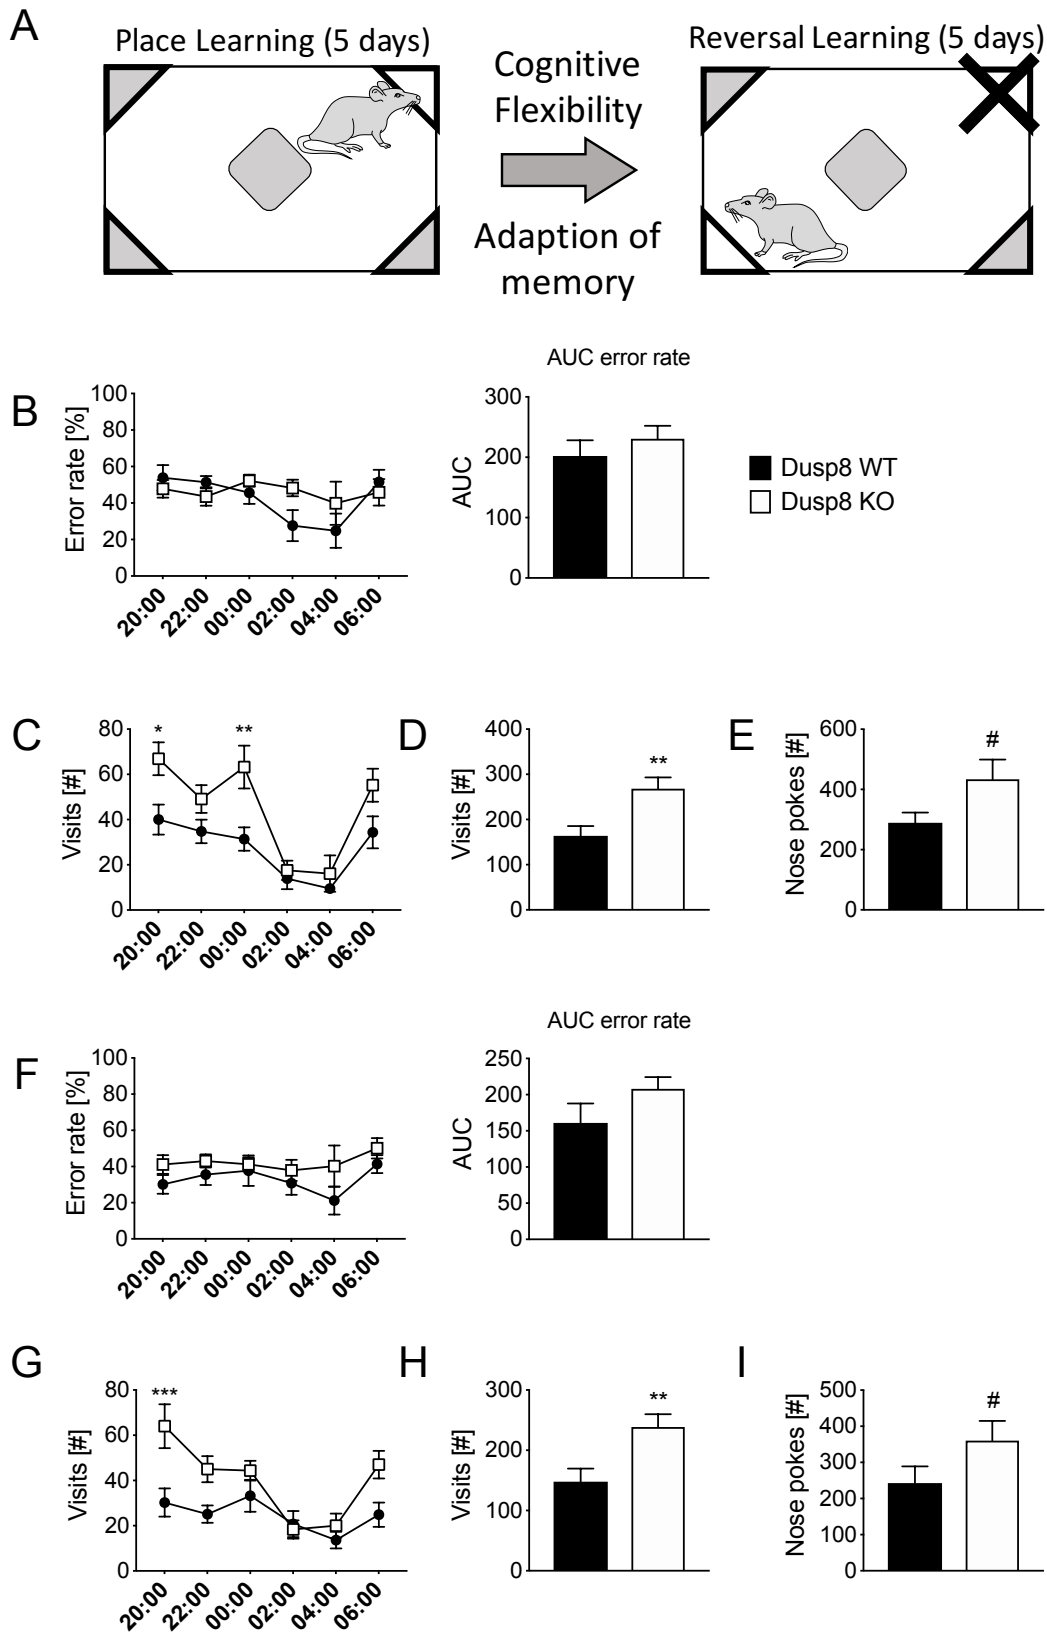 A
Place Learning (5 days)
Cognitive
Flexibility
Adaption of
memory
Reversal Learning (5 days)
B
Error rate [%]
100
80
60
40
20
0
20:00
22:00
00:00
02:00
04:00
06:00
AUC error rate
AUC
300
200
100
0
Dusp8 WT
Dusp8 KO
C
Visits [#]
80
60
40
20
0
*
**
20:00
22:00
00:00
02:00
04:00
06:00
D
Visits [#]
400
300
200
100
0
**
E
Nose pokes [#]
600
400
200
0
#
F
Error rate [%]
100
80
60
40
20
0
20:00
22:00
00:00
02:00
04:00
06:00
AUC error rate
AUC
250
200
150
100
50
0
G
Visits [#]
80
60
40
20
0
***
20:00
22:00
00:00
02:00
04:00
06:00
H
Visits [#]
300
200
100
0
**
I
Nose pokes [#]
500
400
300
200
100
0
#